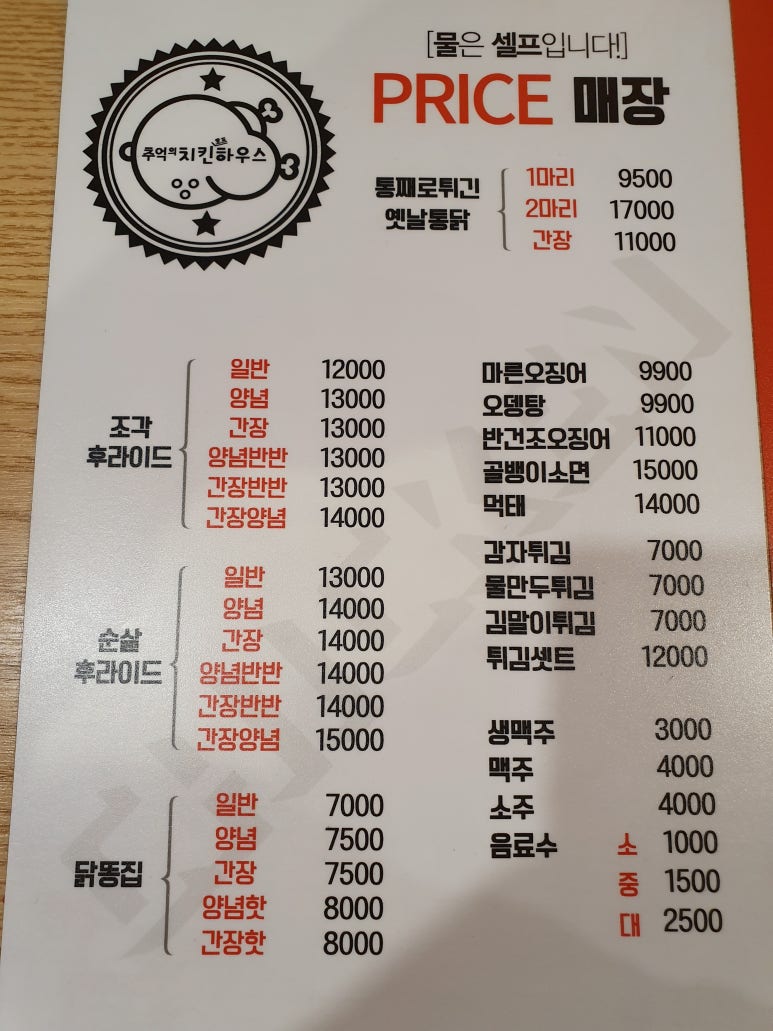 [물은 셀프입니다!]
PRICE 매장
추억의치킨하우스
통째로튀긴
옛날통닭
1마리 9500
2마리 17000
간장 11000
조각
후라이드
일반 12000
양념 13000
간장 13000
양념반반 13000
간장반반 13000
간장양념 14000
순살
후라이드
일반 13000
양념 14000
간장 14000
양념반반 14000
간장반반 14000
간장양념 15000
닭똥집
일반 7000
양념 7500
간장 7500
양념핫 8000
간장핫 8000
마른오징어 9900
오뎅탕 9900
반건조오징어 11000
골뱅이소면 15000
먹태 14000
감자튀김 7000
물만두튀김 7000
김말이튀김 7000
튀김셋트 12000
생맥주 3000
맥주 4000
소주 4000
음료수 소 1000
중 1500
대 2500